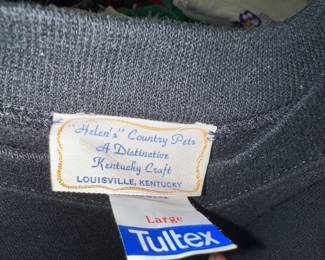 "Helen's" Country Pets
A Distinctive
Kentucky Craft
LOUISVILLE, KENTUCKY
Large
Tultex